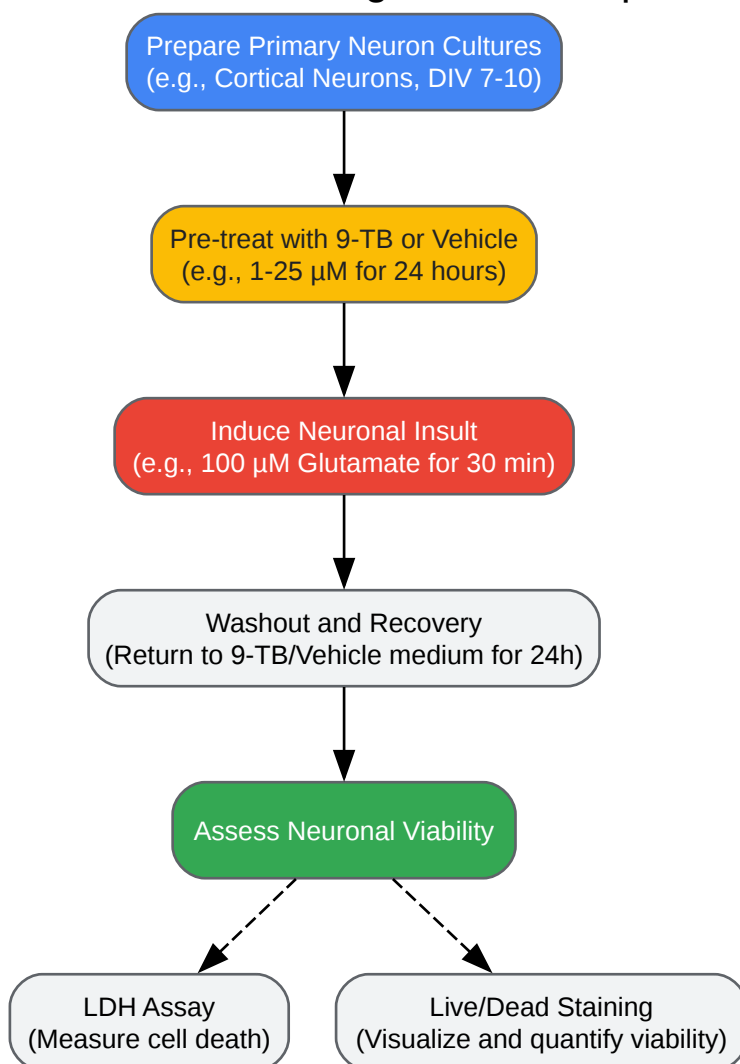 Prepare Primary Neuron Cultures
(e.g., Cortical Neurons, DIV 7-10)
Pre-treat with 9-TB or Vehicle
(e.g., 1-25 µM for 24 hours)
Induce Neuronal Insult
(e.g., 100 µM Glutamate for 30 min)
Washout and Recovery
(Return to 9-TB/Vehicle medium for 24h)
Assess Neuronal Viability
LDH Assay
(Measure cell death)
Live/Dead Staining
(Visualize and quantify viability)